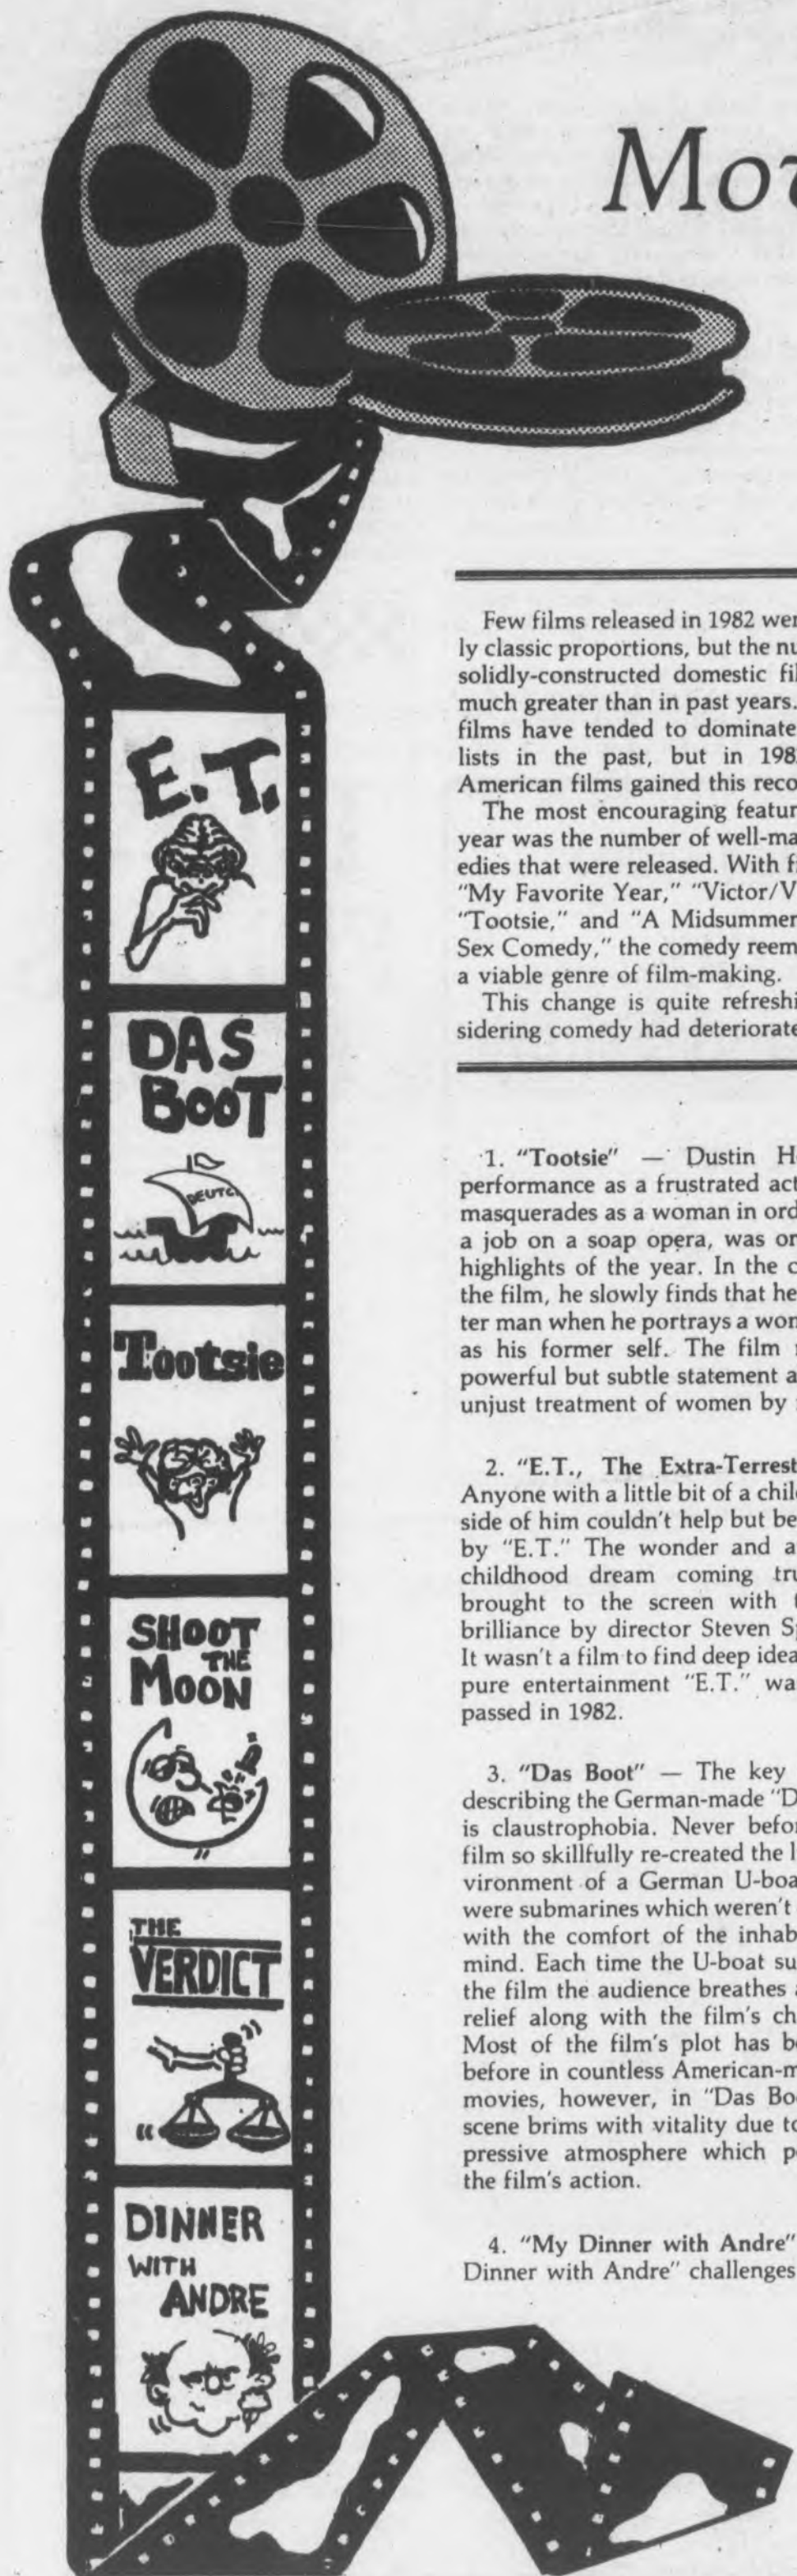 Mov
E.T.
DAS
BOOT
DEUTCH
Tootsie
SHOOT
THE
MOON
THE
VERDICT
DINNER
WITH
ANDRE
Few films released in 1982 wer
ly classic proportions, but the nu
solidly-constructed domestic fil
much greater than in past years.
films have tended to dominate
lists in the past, but in 198
American films gained this reco
The most encouraging featur
year was the number of well-ma
edies that were released. With fi
"My Favorite Year," "Victor/V
"Tootsie," and "A Midsummer
Sex Comedy," the comedy reem
a viable genre of film-making.
This change is quite refreshi
sidering comedy had deteriorate
1. "Tootsie" — Dustin H
performance as a frustrated act
masquerades as a woman in ord
a job on a soap opera, was or
highlights of the year. In the c
the film, he slowly finds that he
ter man when he portrays a wom
as his former self. The film r
powerful but subtle statement a
unjust treatment of women by
2. "E.T., The Extra-Terrest
Anyone with a little bit of a chil
side of him couldn't help but be
by "E.T." The wonder and a
childhood dream coming tru
brought to the screen with t
brilliance by director Steven Sp
It wasn't a film to find deep idea
pure entertainment "E.T." wa
passed in 1982.
3. "Das Boot" — The key
describing the German-made "D
is claustrophobia. Never befor
film so skillfully re-created the l
vironment of a German U-boa
were submarines which weren't
with the comfort of the inhab
mind. Each time the U-boat su
the film the audience breathes a
relief along with the film's ch
Most of the film's plot has be
before in countless American-m
movies, however, in "Das Boo
scene brims with vitality due to
pressive atmosphere which p
the film's action.
4. "My Dinner with Andre"
Dinner with Andre" challenges